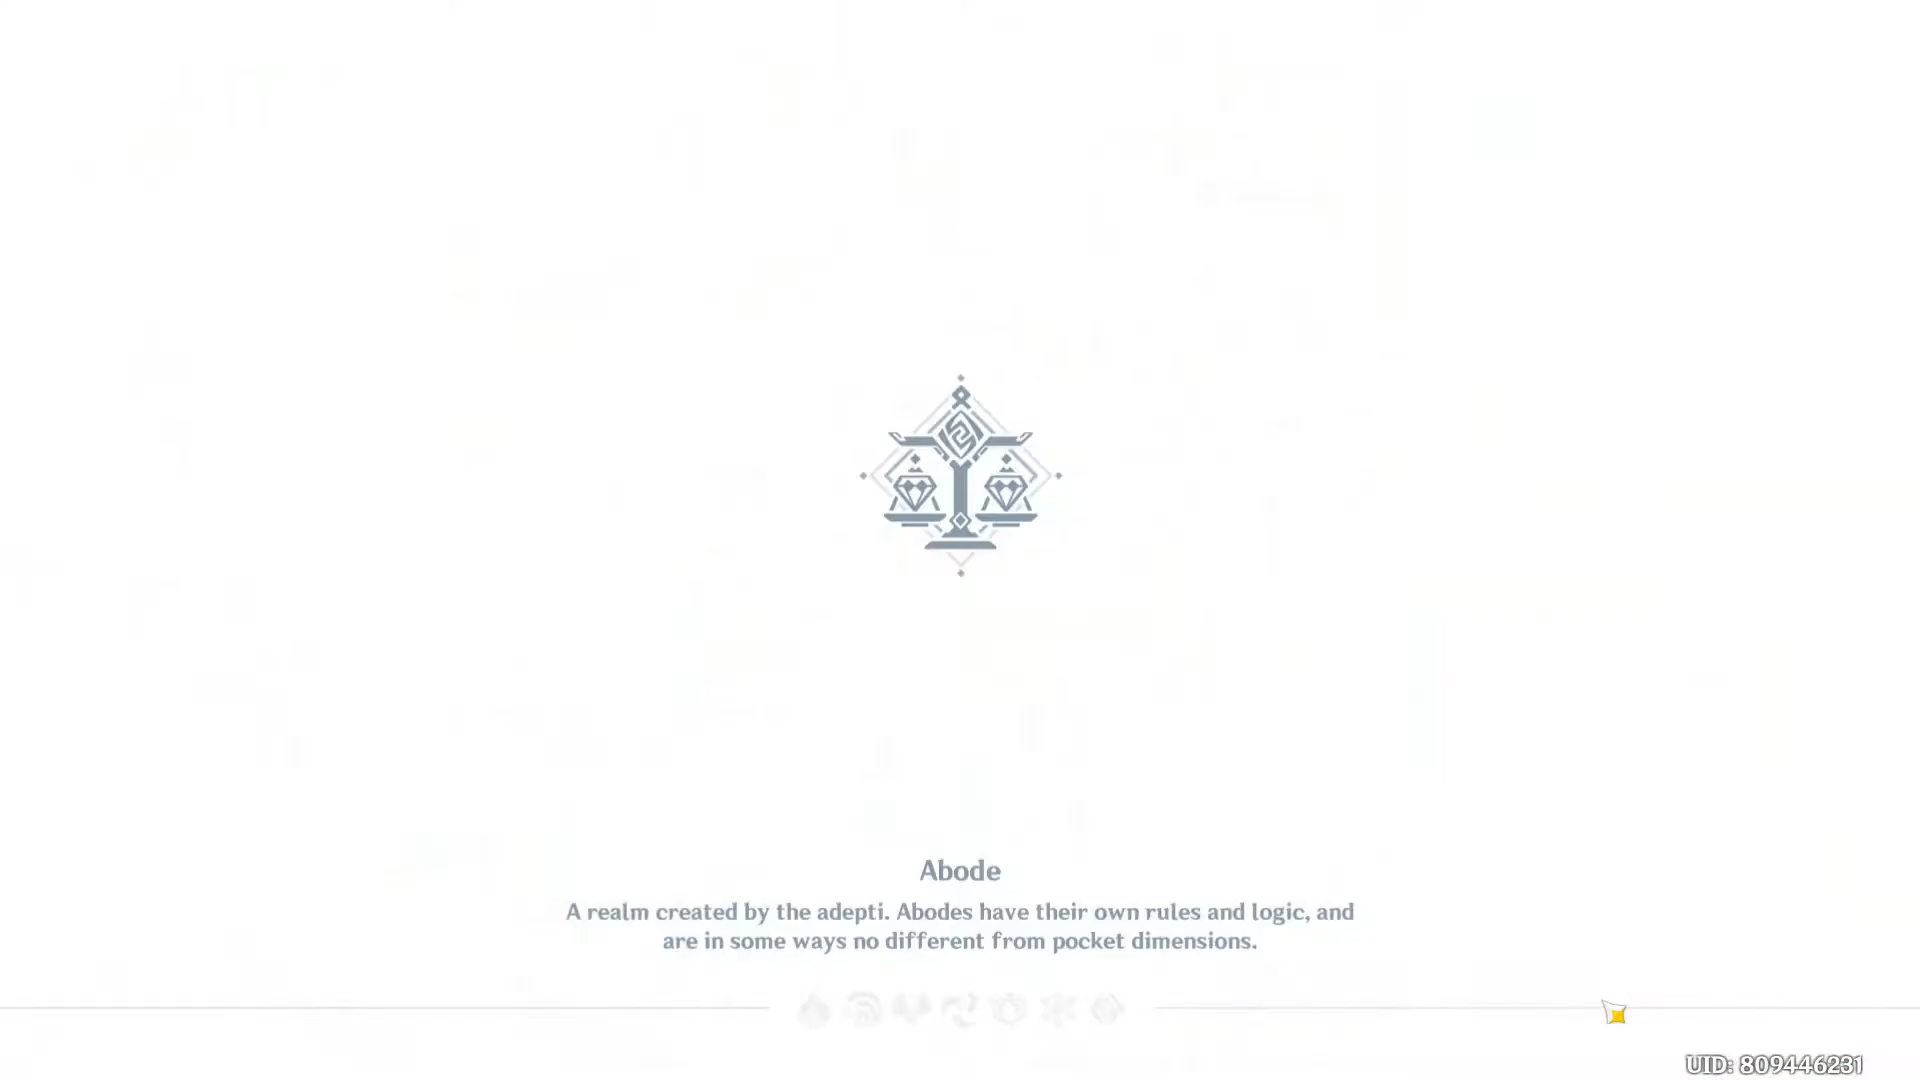 Abode
A realm created by the adepti. Abodes have their own rules and logic, and
are in some ways no different from pocket dimensions.
UID: 809446231